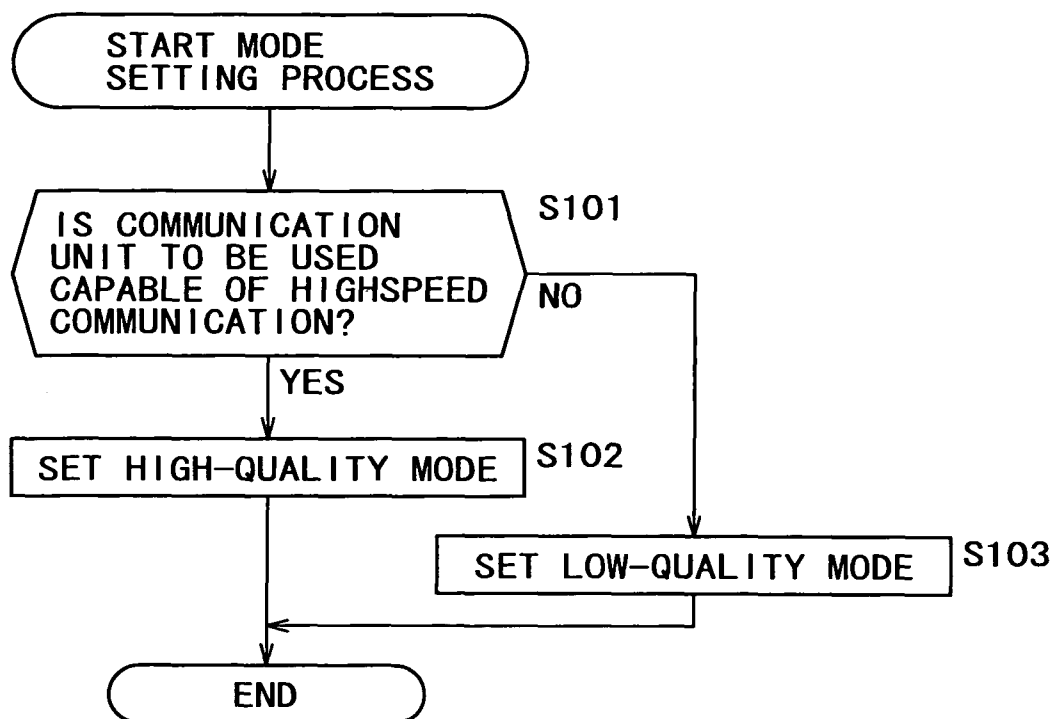 START MODE
SETTING PROCESS
S101
IS COMMUNICATION
UNIT TO BE USED
CAPABLE OF HIGHSPEED
COMMUNICATION?
NO
YES
SET HIGH-QUALITY MODE
S102
SET LOW-QUALITY MODE
S103
END